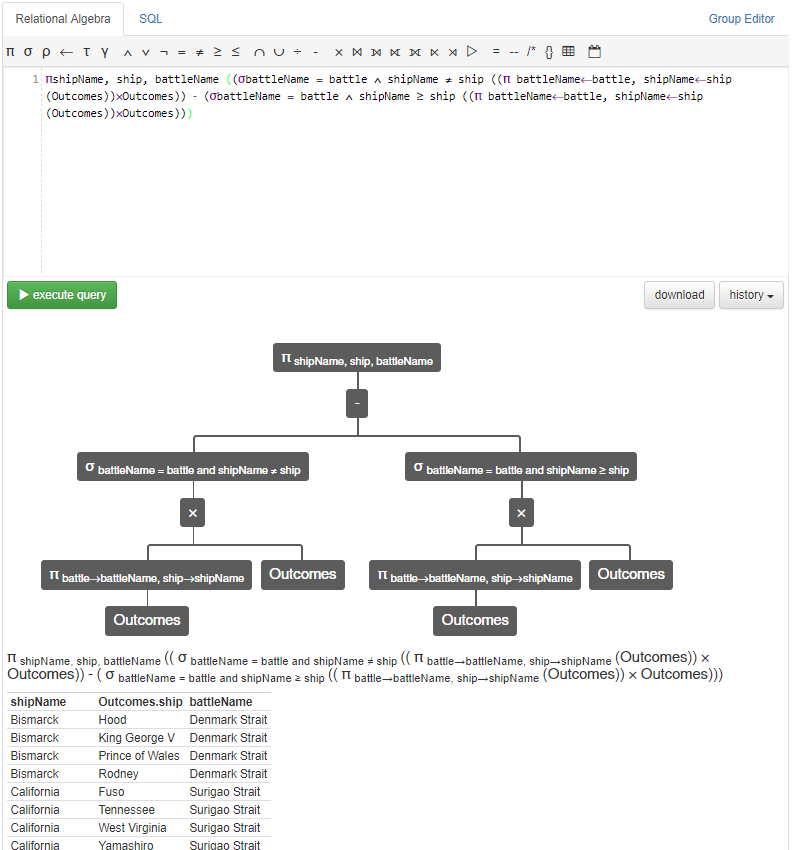 Relational Algebra SQL Group Editor
π σ ρ ← τ γ ∧ ∨ ¬ = ≠ ≥ ≤ ∩ ∪ ÷ - × ⋈ ⟕ ⟖ ⟗ ⋉ ⋊ ▷ = -- /* {}
1 πshipName, ship, battleName ((σbattleName = battle ∧ shipName ≠ ship ((π battleName←battle, shipName←ship
(Outcomes))×Outcomes)) - (σbattleName = battle ∧ shipName ≥ ship ((π battleName←battle, shipName←ship
(Outcomes))×Outcomes)))
▶ execute query download history
π shipName, ship, battleName
-
σ battleName = battle and shipName ≠ ship σ battleName = battle and shipName ≥ ship
× ×
π battle→battleName, ship→shipName Outcomes π battle→battleName, ship→shipName Outcomes
Outcomes Outcomes
π shipName, ship, battleName (( σ battleName = battle and shipName ≠ ship (( π battle→battleName, ship→shipName (Outcomes)) ×
Outcomes)) - ( σ battleName = battle and shipName ≥ ship (( π battle→battleName, ship→shipName (Outcomes)) × Outcomes)))
shipName Outcomes.ship battleName
Bismarck Hood Denmark Strait
Bismarck King George V Denmark Strait
Bismarck Prince of Wales Denmark Strait
Bismarck Rodney Denmark Strait
California Fuso Surigao Strait
California Tennessee Surigao Strait
California West Virginia Surigao Strait
California Yamashiro Surigao Strait